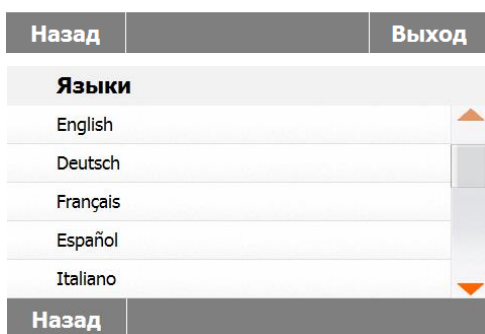 Назад Выход
Языки
English
Deutsch
Français
Español
Italiano
Назад